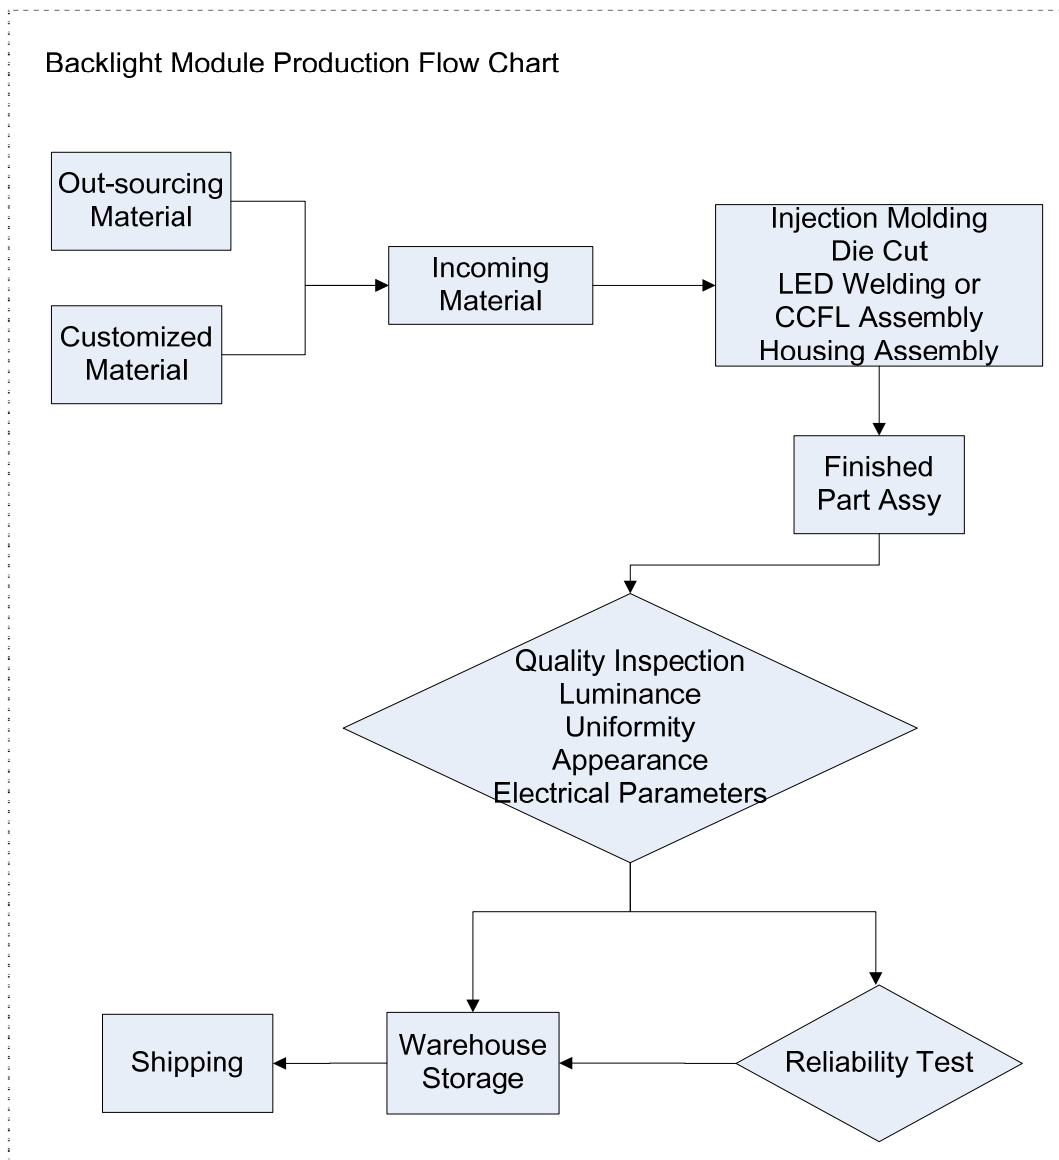 Backlight Module Production Flow Chart
Out-sourcing
Material
Customized
Material
Incoming
Material
Injection Molding
Die Cut
LED Welding or
CCFL Assembly
Housing Assembly
Finished
Part Assy
Quality Inspection
Luminance
Uniformity
Appearance
Electrical Parameters
Shipping
Warehouse
Storage
Reliability Test